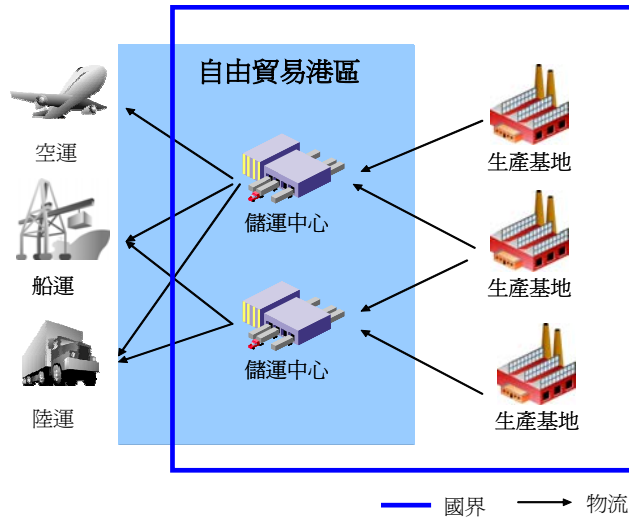 自由貿易港區
空運
船運
陸運
儲運中心
儲運中心
生產基地
生產基地
生產基地
國界
物流